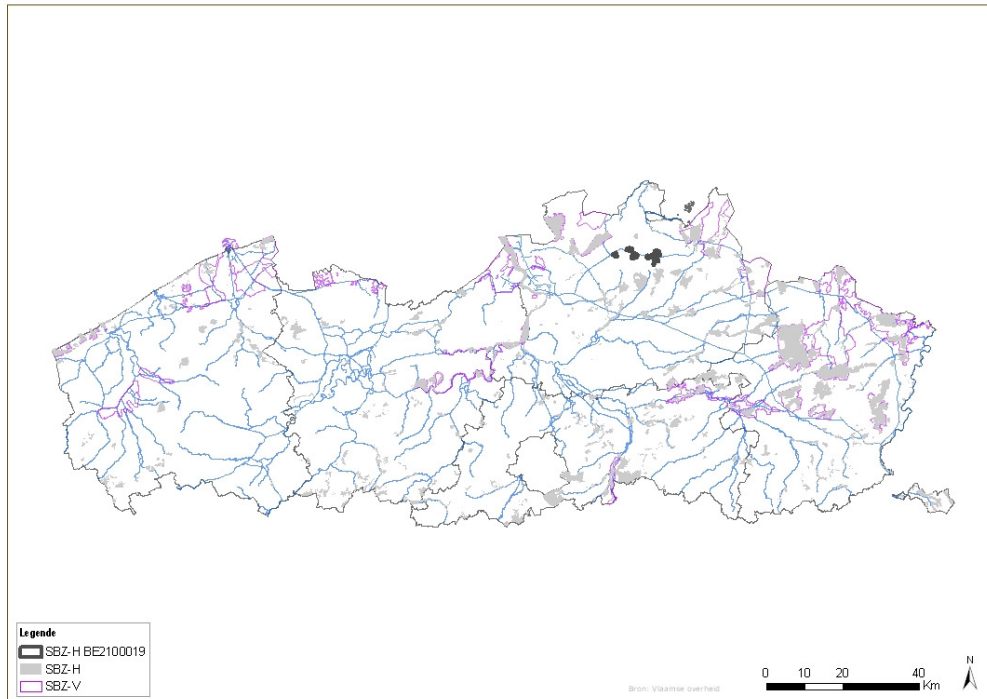 Legende
SBZ-H BE2100019
SBZ-H
SBZ-V
Bron: Vlaamse overheid
0 10 20 40
Km
N